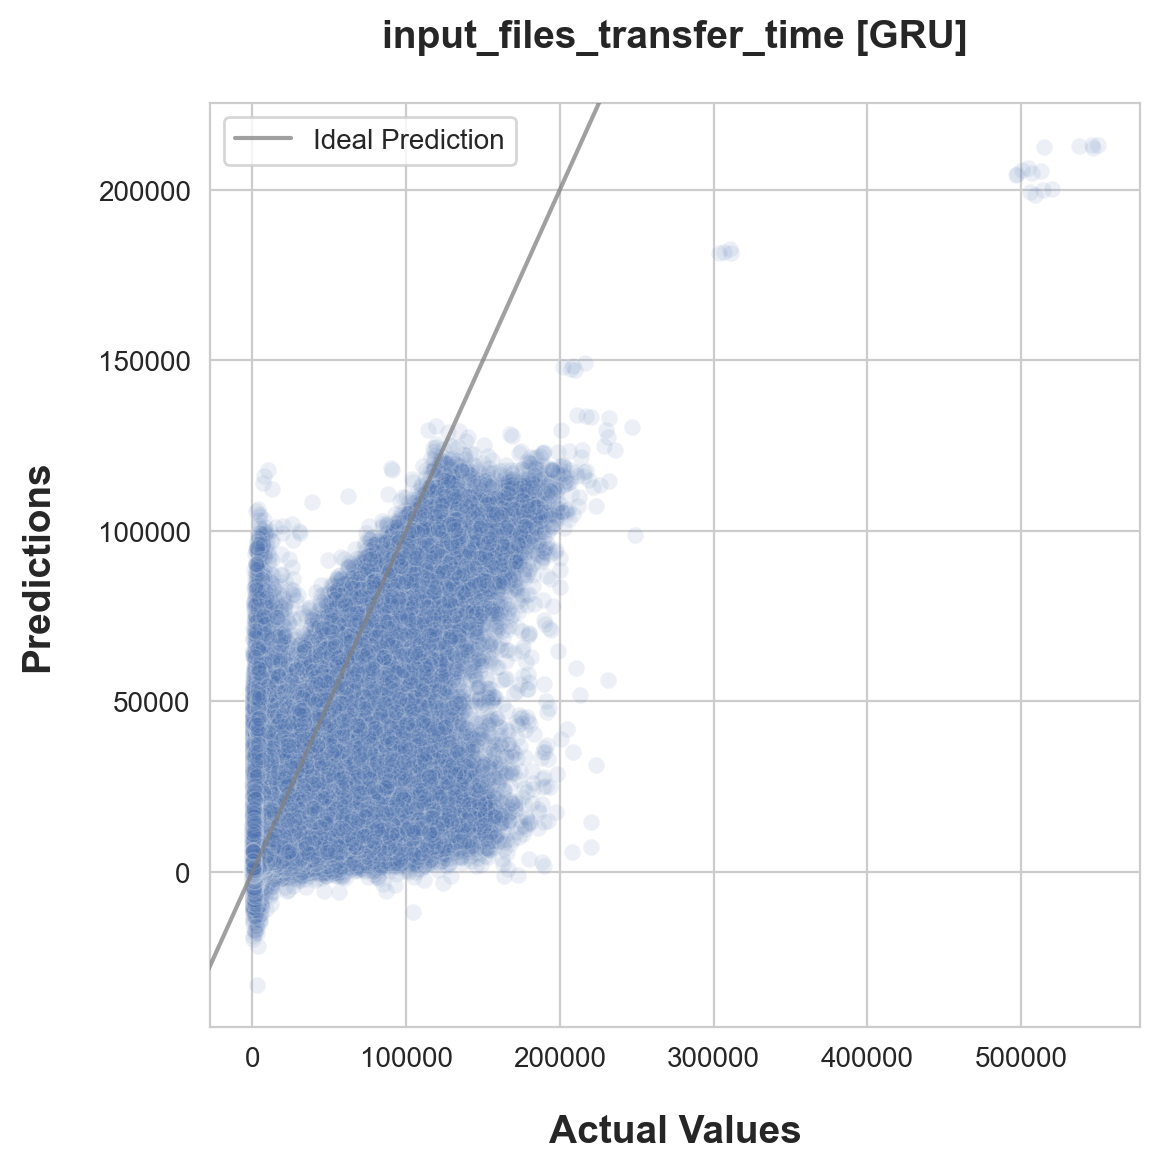 input_files_transfer_time [GRU]
Ideal Prediction
200000
150000
100000
50000
0
Predictions
0 100000 200000 300000 400000 500000
Actual Values